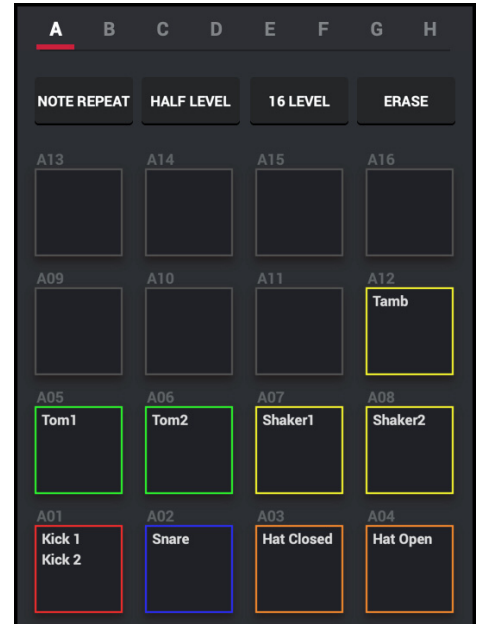 A B C D E F G H
NOTE REPEAT HALF LEVEL 16 LEVEL ERASE
A13 A14 A15 A16
A09 A10 A11 A12
Tamb
A05 A06 A07 A08
Tom1 Tom2 Shaker1 Shaker2
A01 A02 A03 A04
Kick 1 Snare Hat Closed Hat Open
Kick 2